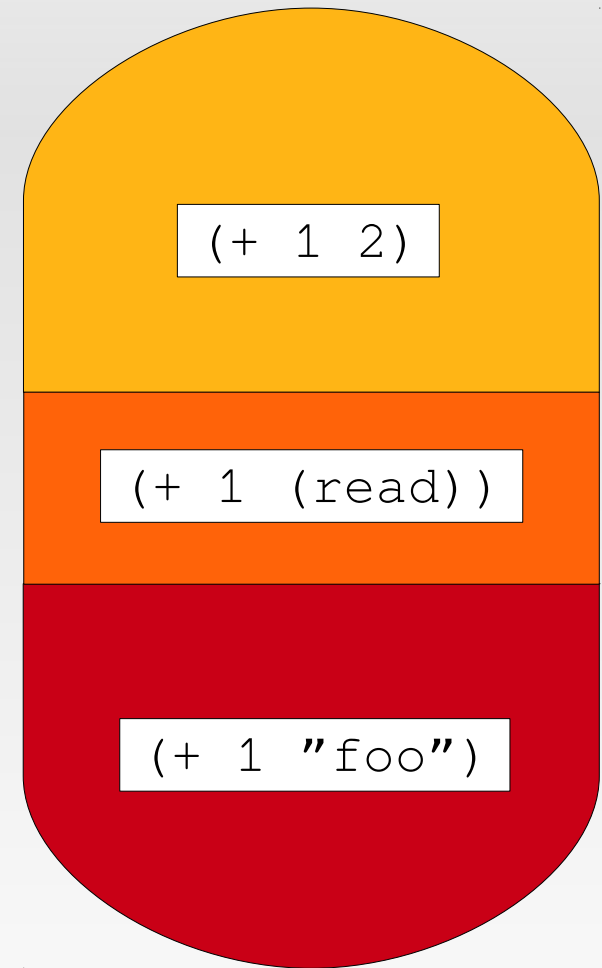 (+ 1 2)
(+ 1 (read))
(+ 1 ”foo”)